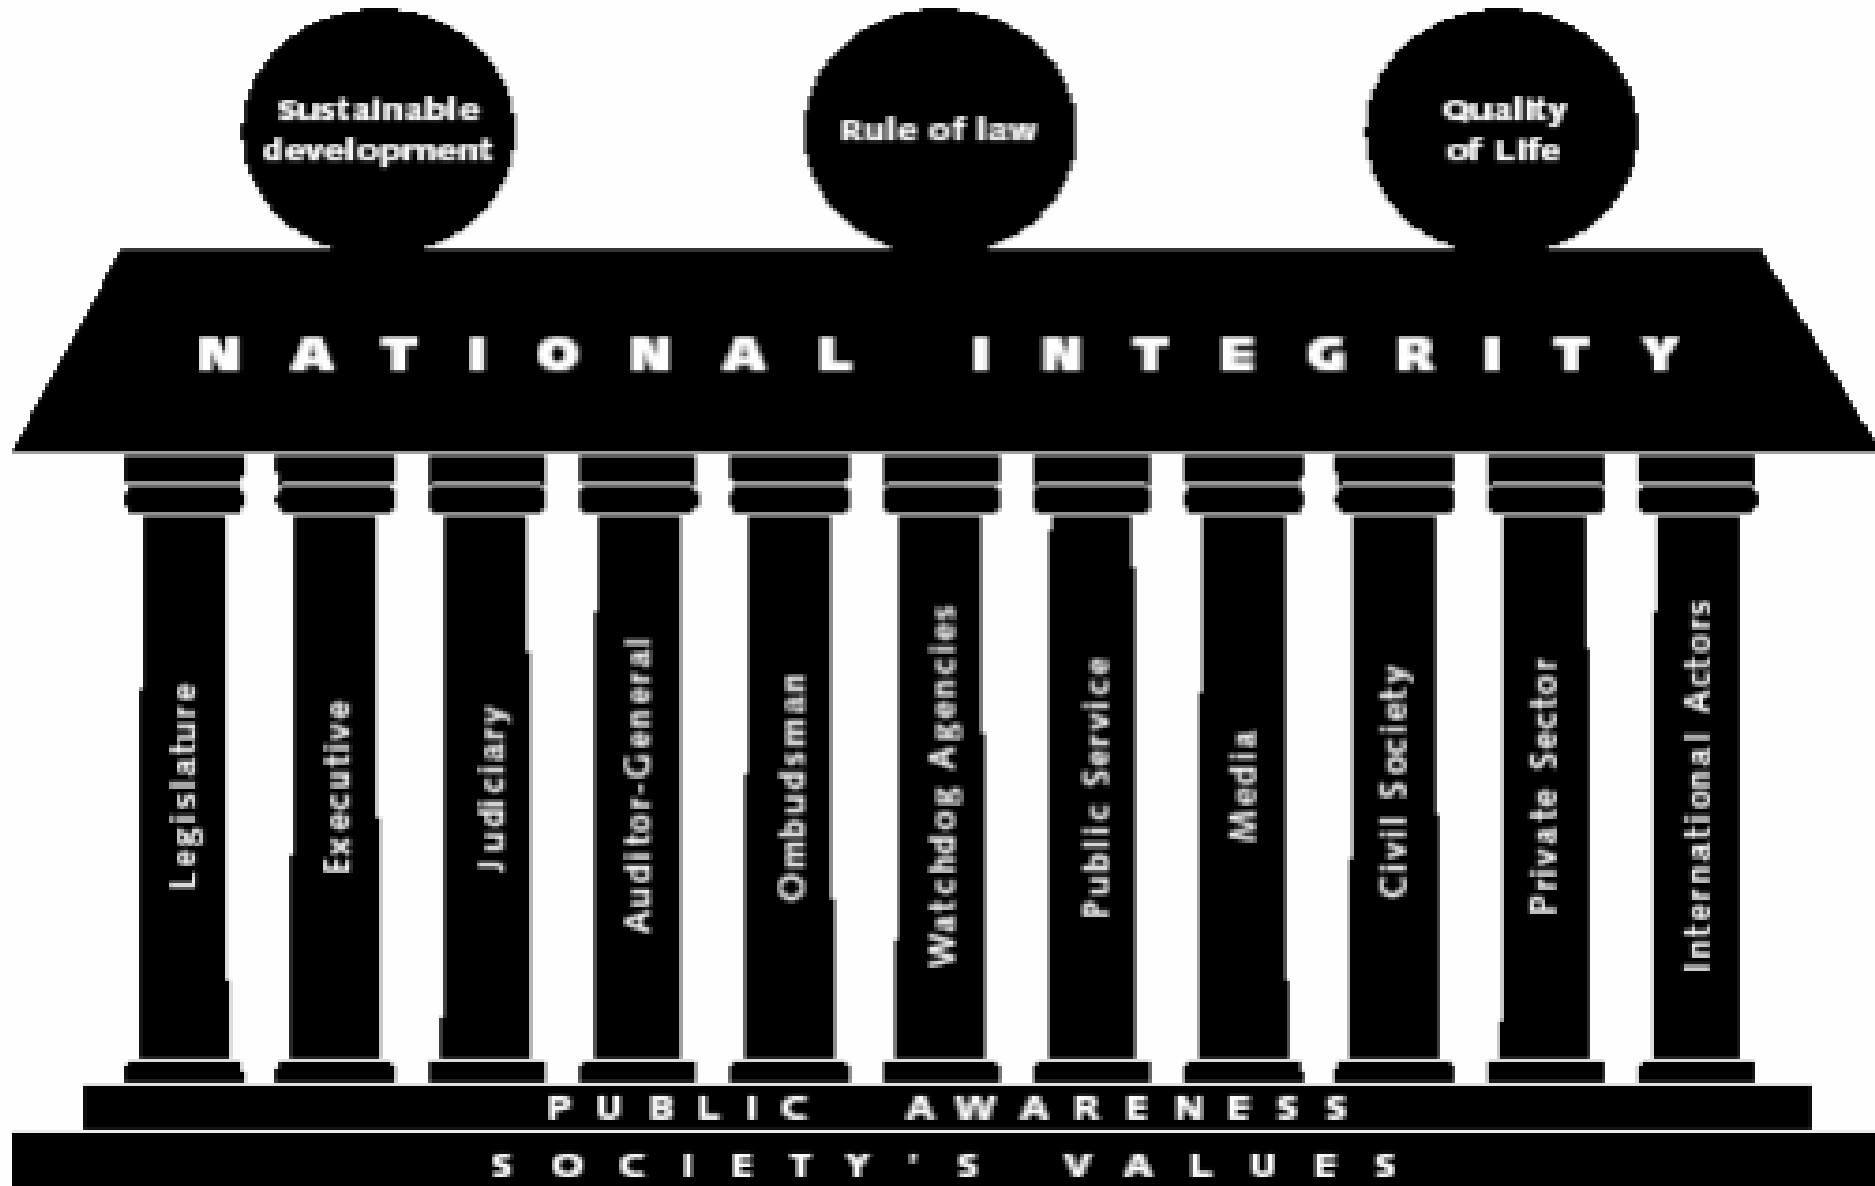 Sustainable
development
Rule of law
Quality
of Life
NATIONAL INTEGRITY
Legislature
Executive
Judiciary
Auditor-General
Ombudsman
Watchdog Agencies
Public Service
Media
Civil Society
Private Sector
International Actors
PUBLIC AWARENESS
SOCIETY'S VALUES